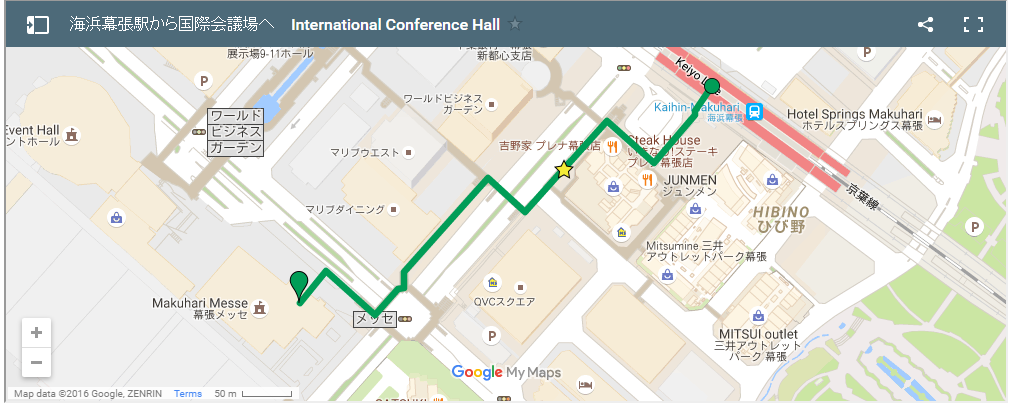 海浜幕張駅から国際会議場へ International Conference Hall
展示場9-11ホール
新都心支店
Keiyo Line
ワールド
ビジネス
ガーデン
ワールドビジネス
ガーデン
Kaihin-Makuhari
海浜幕張
Hotel Springs Makuhari
ホテルスプリングス幕張
Event Hall
ントホール
マリブウエスト
吉野家 プレナ幕張店
Steak House
いきなり!ステーキ
プレナ幕張店
JUNMEN
ジュンメン
京葉線
マリブダイニング
HIBINO
ひび野
Mitsumine 三井
アウトレットパーク幕張
Makuhari Messe
幕張メッセ
メッセ
QVCスクエア
MITSUI outlet
三井アウトレット
パーク 幕張
+
−
Google My Maps
Map data ©2016 Google, ZENRIN Terms 50 m